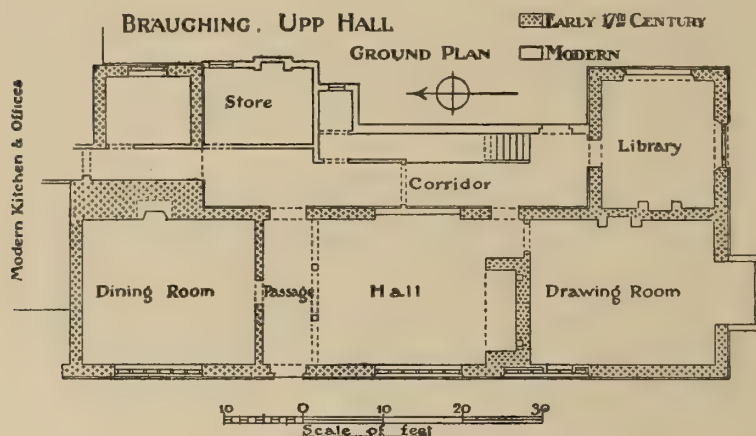 BRAUGHING, UPP HALL
GROUND PLAN
EARLY 17TH CENTURY
MODERN
Modern Kitchen & Offices
Store
Library
Corridor
Dining Room
Passage
Hall
Drawing Room
10 0 10 20 30
Scale of feet